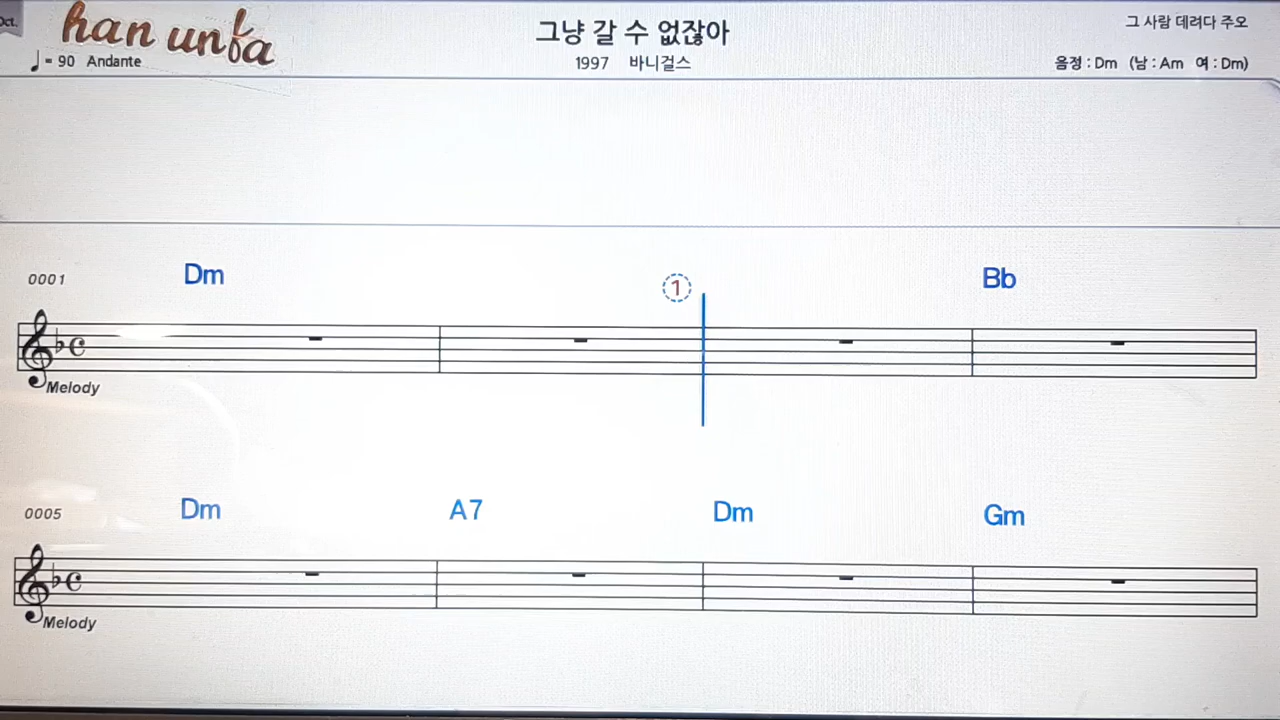 Oct.
han unfa
그냥 갈 수 없잖아
그 사람 데려다 주오
= 90 Andante
1997 바니걸스
음정 : Dm (남 : Am 여 : Dm)
0001 Dm ① Bb
Melody
0005 Dm A7 Dm Gm
Melody